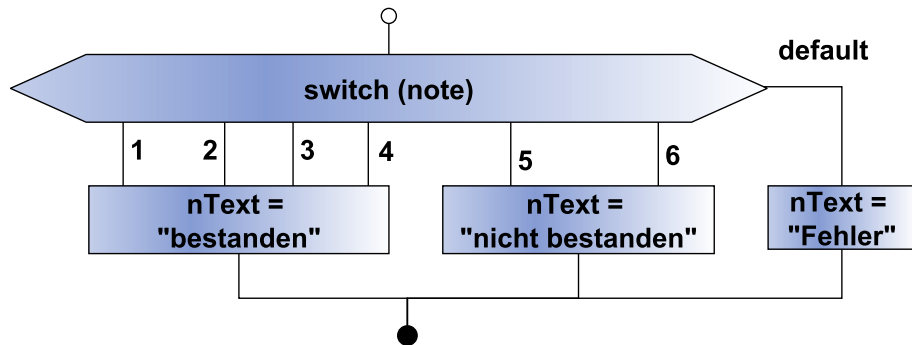 default
switch (note)
1
2
3
4
5
6
nText =
"bestanden"
nText =
"nicht bestanden"
nText =
"Fehler"